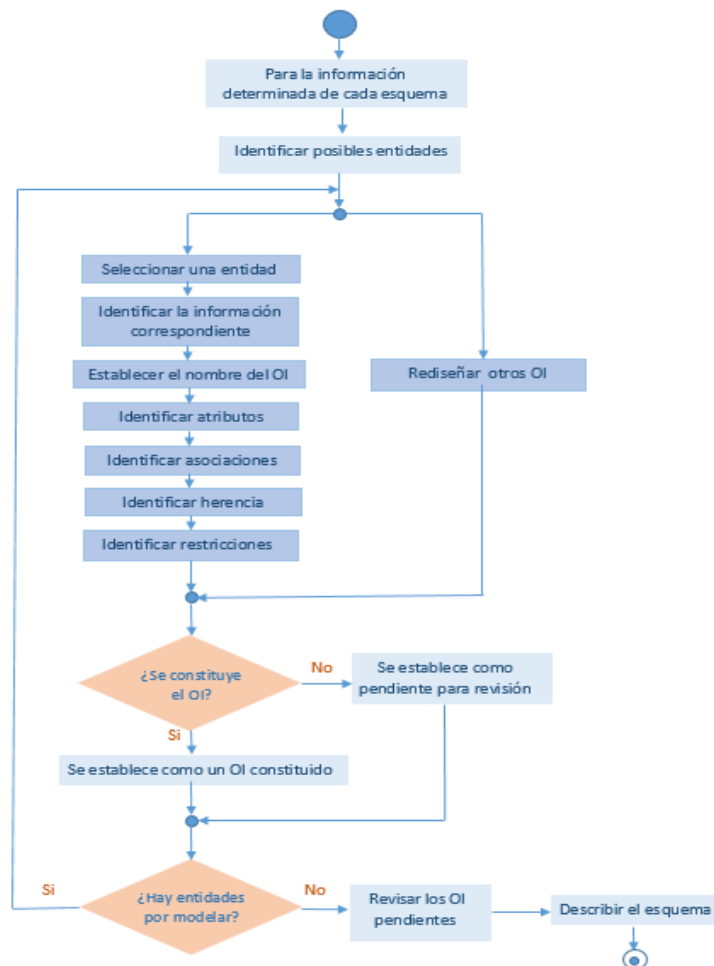 Para la información
determinada de cada esquema
Identificar posibles entidades
Seleccionar una entidad
Identificar la información
correspondiente
Establecer el nombre del OI
Rediseñar otros OI
Identificar atributos
Identificar asociaciones
Identificar herencia
Identificar restricciones
¿Se constituye
el OI?
No
Se establece como
pendiente para revisión
Si
Se establece como un OI constituido
¿Hay entidades
por modelar?
Si
No
Revisar los OI
pendientes
Describir el esquema